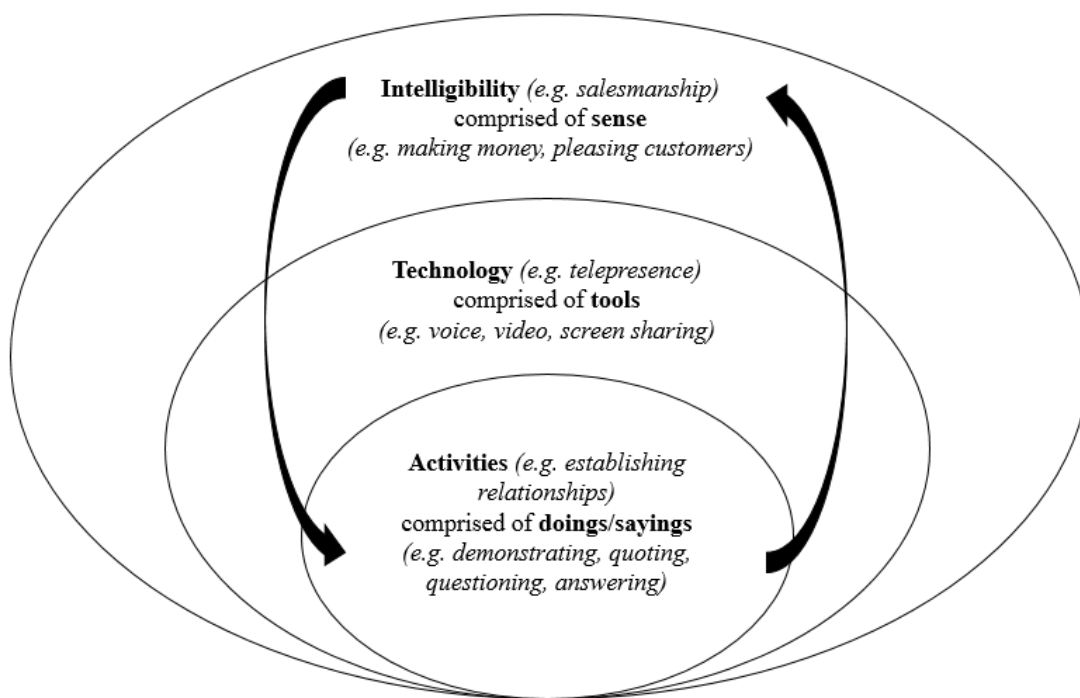 Intelligibility (e.g. salesmanship)
comprised of sense
(e.g. making money, pleasing customers)
Technology (e.g. telepresence)
comprised of tools
(e.g. voice, video, screen sharing)
Activities (e.g. establishing
relationships)
comprised of doings/sayings
(e.g. demonstrating, quoting,
questioning, answering)